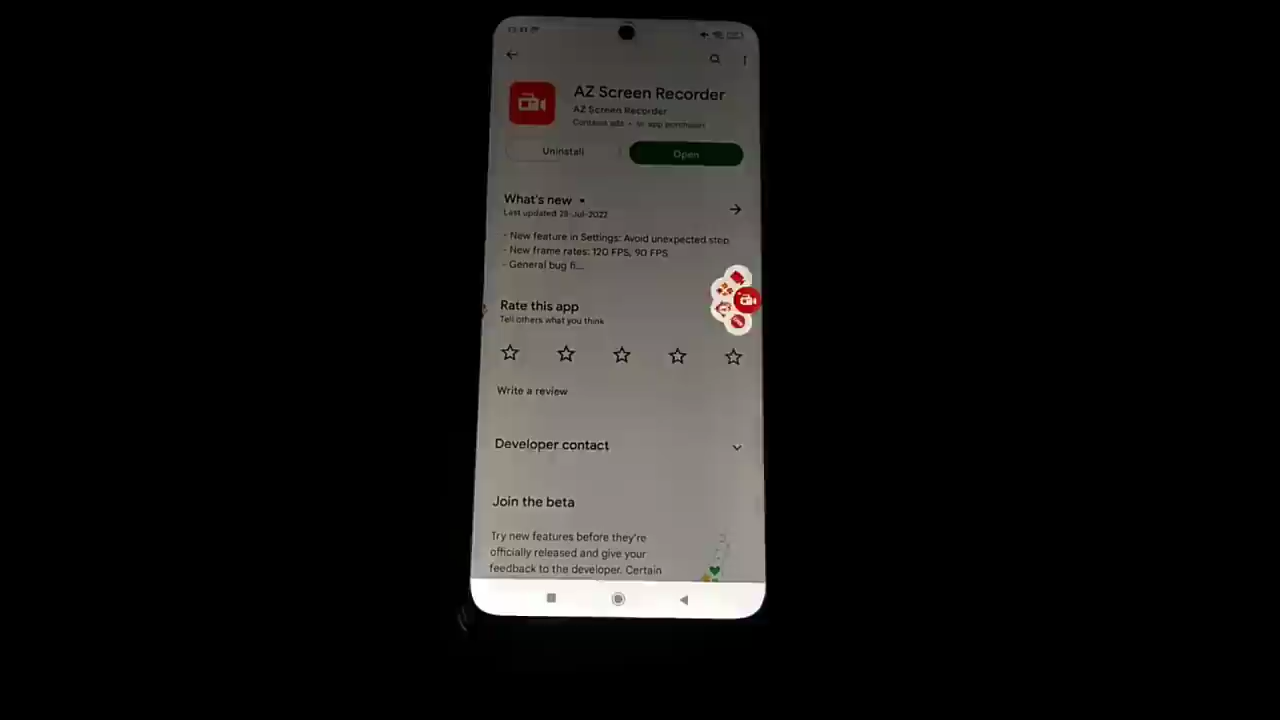 AZ Screen Recorder
AZ Screen Recorder
Contains ads • In-app purchases
Uninstall
Open
What's new •
Last updated 28-Jul-2022
- New feature in Settings: Avoid unexpected stop
- New frame rates: 120 FPS, 90 FPS
- General bug fi...
Rate this app
Tell others what you think
Write a review
Developer contact
Join the beta
Try new features before they're
officially released and give your
feedback to the developer. Certain